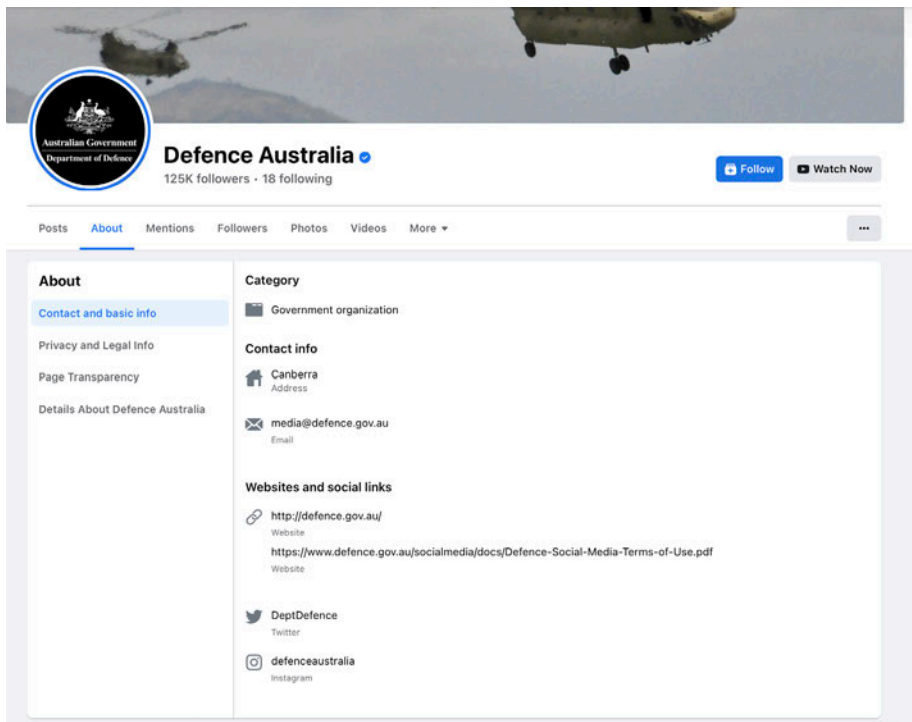 Australian Government
Department of Defence
Defence Australia
125K followers • 18 following
Follow
Watch Now
Posts
About
Mentions
Followers
Photos
Videos
More
About
Contact and basic info
Privacy and Legal Info
Page Transparency
Details About Defence Australia
Category
Government organization
Contact info
Canberra
Address
media@defence.gov.au
Email
Websites and social links
http://defence.gov.au/
Website
https://www.defence.gov.au/socialmedia/docs/Defence-Social-Media-Terms-of-Use.pdf
Website
DeptDefence
Twitter
defenceaustralia
Instagram